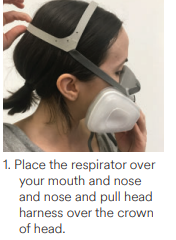 1. Place the respirator over
your mouth and nose
and nose and pull head
harness over the crown
of head.